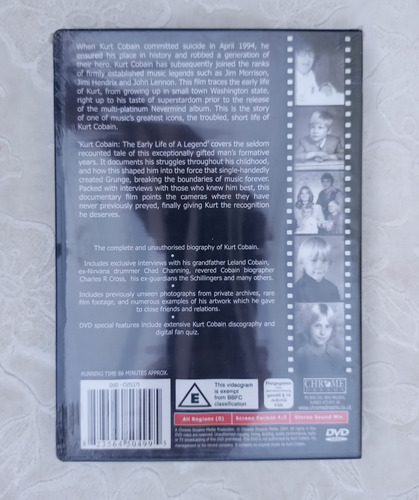 When Kurt Cobain committed suicide in April 1994, he
ensured his place in history and robbed a generation of
their hero. Kurt Cobain has subsequently joined the ranks
of firmly established music legends such as Jim Morrison,
Jimi Hendrix and John Lennon. This film traces the early life
of Kurt, from growing up in small town Washington state,
right up to his taste of superstardom prior to the release
of the multi-platinum Nevermind album. This is the story
of one of music's greatest icons, the troubled, short life of
Kurt Cobain.
'Kurt Cobain: The Early Life of A Legend' covers the seldom
recounted tale of this exceptionally gifted man's formative
years. It documents his struggles throughout his childhood,
and how this shaped him into the force that single-handedly
created Grunge, breaking the boundaries of music forever.
Packed with interviews with those who knew him best, this
documentary film points the cameras where they have
never previously preyed, finally giving Kurt the recognition
he deserves.
The complete and unauthorised biography of Kurt Cobain.
Includes exclusive interviews with his grandfather Leland Cobain,
ex-Nirvana drummer Chad Channing, revered Cobain biographer
Charles R Cross, his ex-guardians the Schillingers and many others.
Includes previously unseen photographs from private archives, rare
film footage, and numerous examples of his artwork which he gave
to close friends and relations.
DVD special features include extensive Kurt Cobain discography and
digital fan quiz.
RUNNING TIME 86 MINUTES APPROX.
E
This videogram
is exempt
from BBFC
classification
CHROME
DREAMS
All Regions (0)
Screen Format 4:3
Stereo Sound Mix
DVD